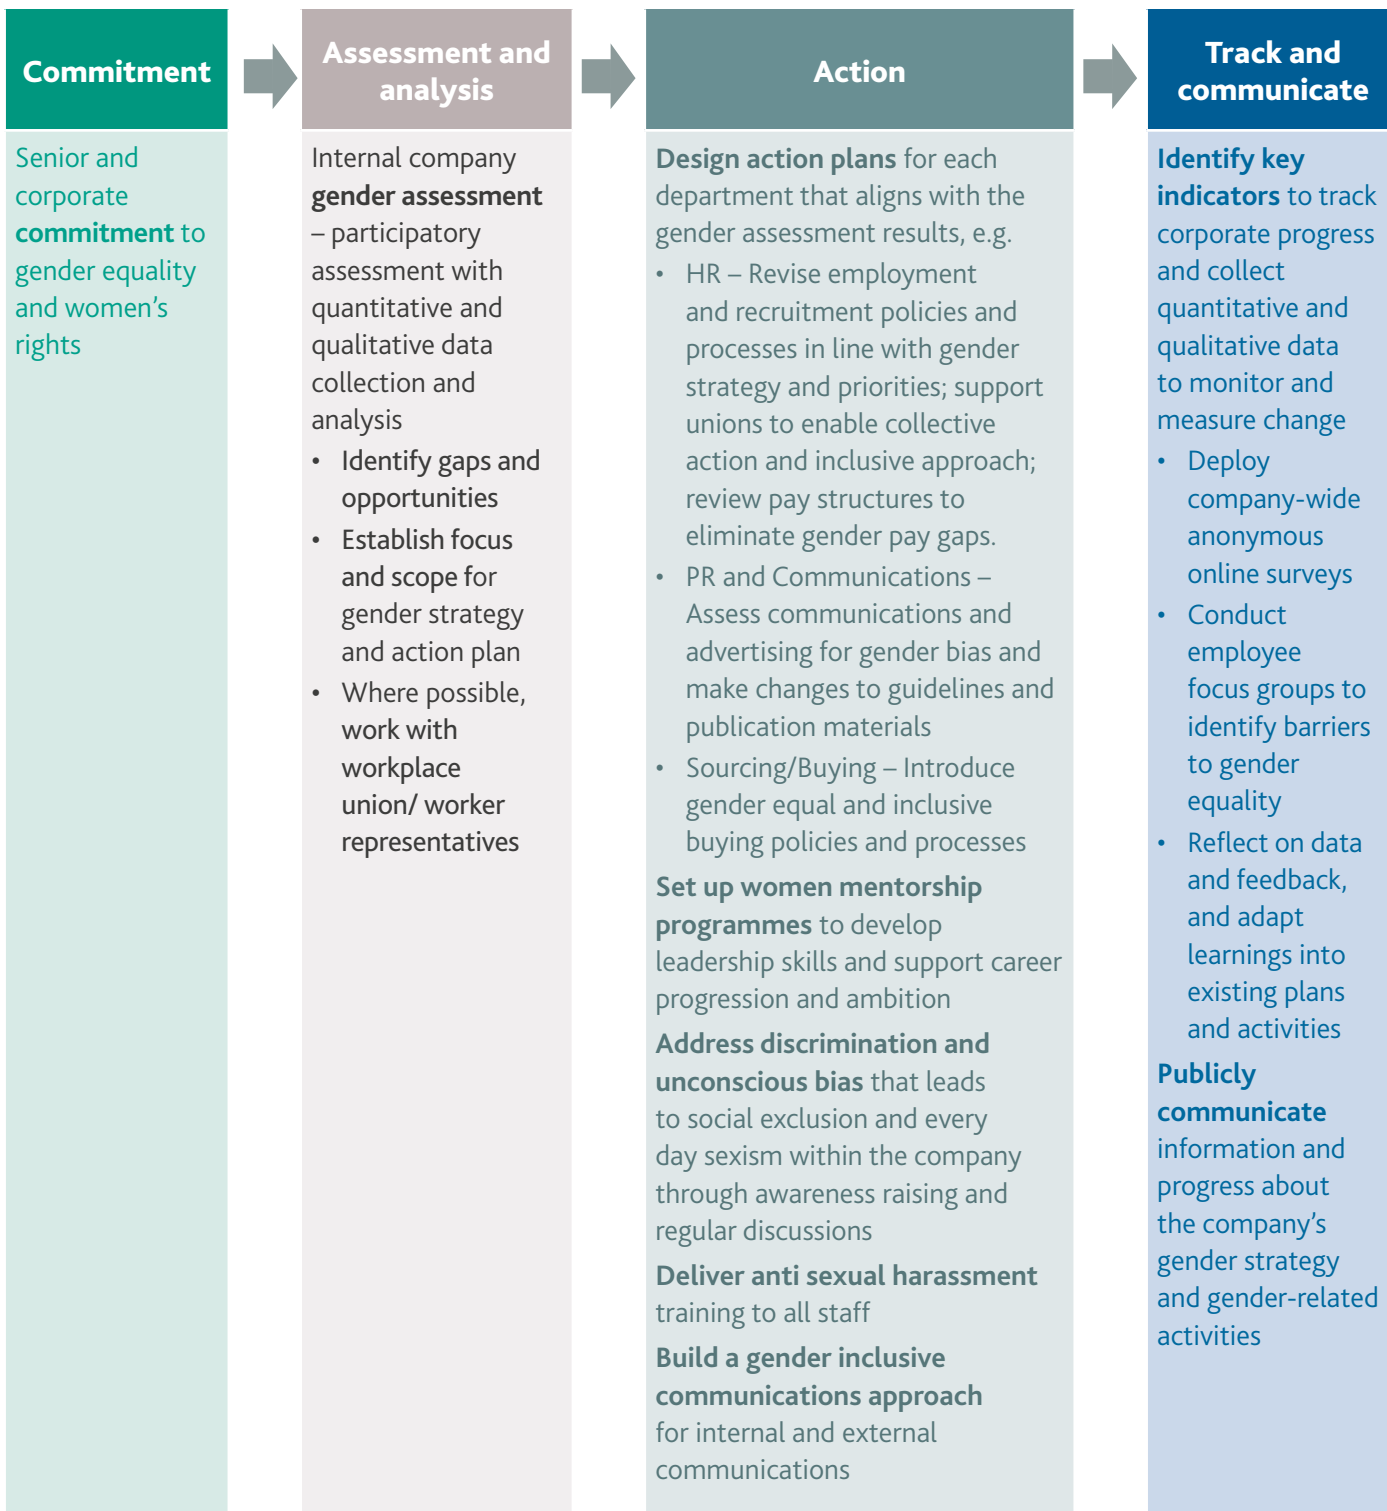 Commitment
Senior and
corporate
commitment to
gender equality
and women’s
rights
Assessment and
analysis
Internal company
gender assessment
– participatory
assessment with
quantitative and
qualitative data
collection and
analysis
• Identify gaps and
opportunities
• Establish focus
and scope for
gender strategy
and action plan
• Where possible,
work with
workplace
union/ worker
representatives
Action
Design action plans for each
department that aligns with the
gender assessment results, e.g.
• HR – Revise employment
and recruitment policies and
processes in line with gender
strategy and priorities; support
unions to enable collective
action and inclusive approach;
review pay structures to
eliminate gender pay gaps.
• PR and Communications –
Assess communications and
advertising for gender bias and
make changes to guidelines and
publication materials
• Sourcing/Buying – Introduce
gender equal and inclusive
buying policies and processes
Set up women mentorship
programmes to develop
leadership skills and support career
progression and ambition
Address discrimination and
unconscious bias that leads
to social exclusion and every
day sexism within the company
through awareness raising and
regular discussions
Deliver anti sexual harassment
training to all staff
Build a gender inclusive
communications approach
for internal and external
communications
Track and
communicate
Identify key
indicators to track
corporate progress
and collect
quantitative and
qualitative data
to monitor and
measure change
• Deploy
company-wide
anonymous
online surveys
• Conduct
employee
focus groups to
identify barriers
to gender
equality
• Reflect on data
and feedback,
and adapt
learnings into
existing plans
and activities
Publicly
communicate
information and
progress about
the company’s
gender strategy
and gender-related
activities